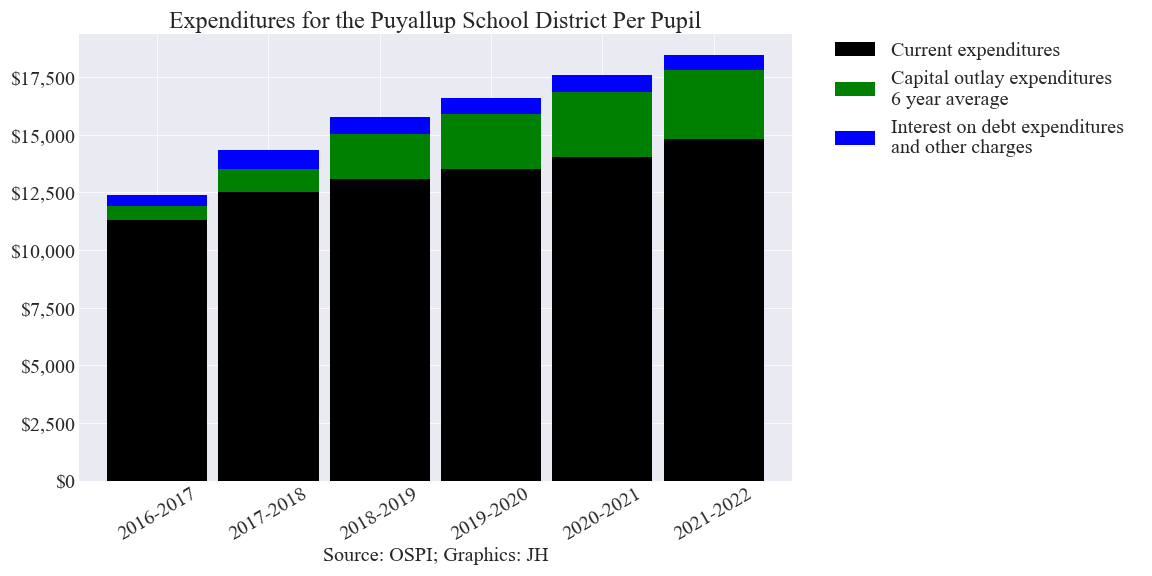 Expenditures for the Puyallup School District Per Pupil
Current expenditures
Capital outlay expenditures
6 year average
Interest on debt expenditures
and other charges
$17,500
$15,000
$12,500
$10,000
$7,500
$5,000
$2,500
$0
2016-2017
2017-2018
2018-2019
2019-2020
2020-2021
2021-2022
Source: OSPI; Graphics: JH